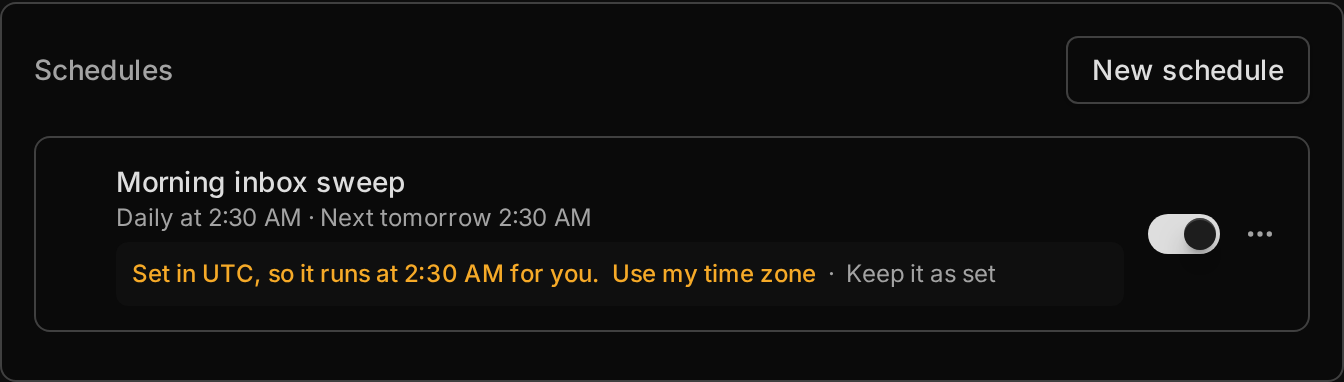 Schedules
New schedule
Morning inbox sweep
Daily at 2:30 AM · Next tomorrow 2:30 AM
Set in UTC, so it runs at 2:30 AM for you. Use my time zone · Keep it as set